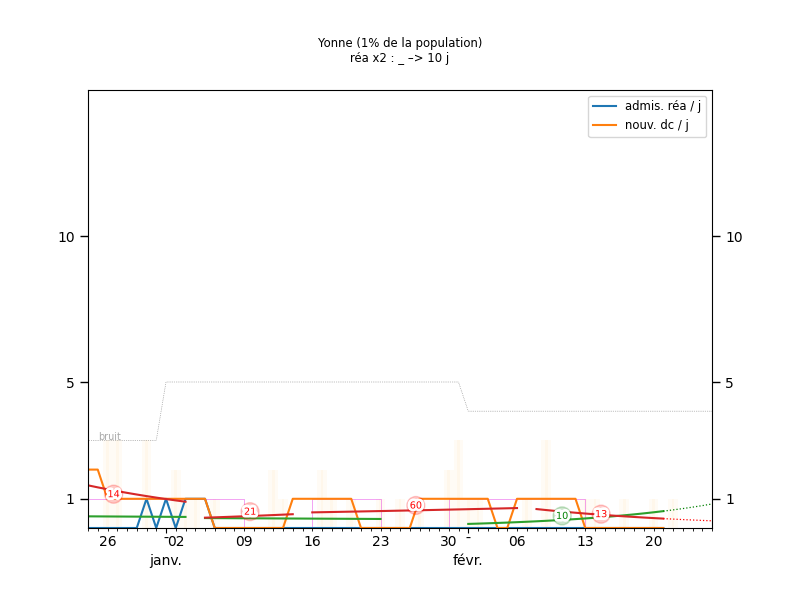 Yonne (1% de la population)
réa x2 : _ –> 10 j
admis. réa / j
nouv. dc / j
10
10
5
5
bruit
1
1
-14
21
60
10
-13
26
02
09
16
23
30
06
13
20
janv.
févr.